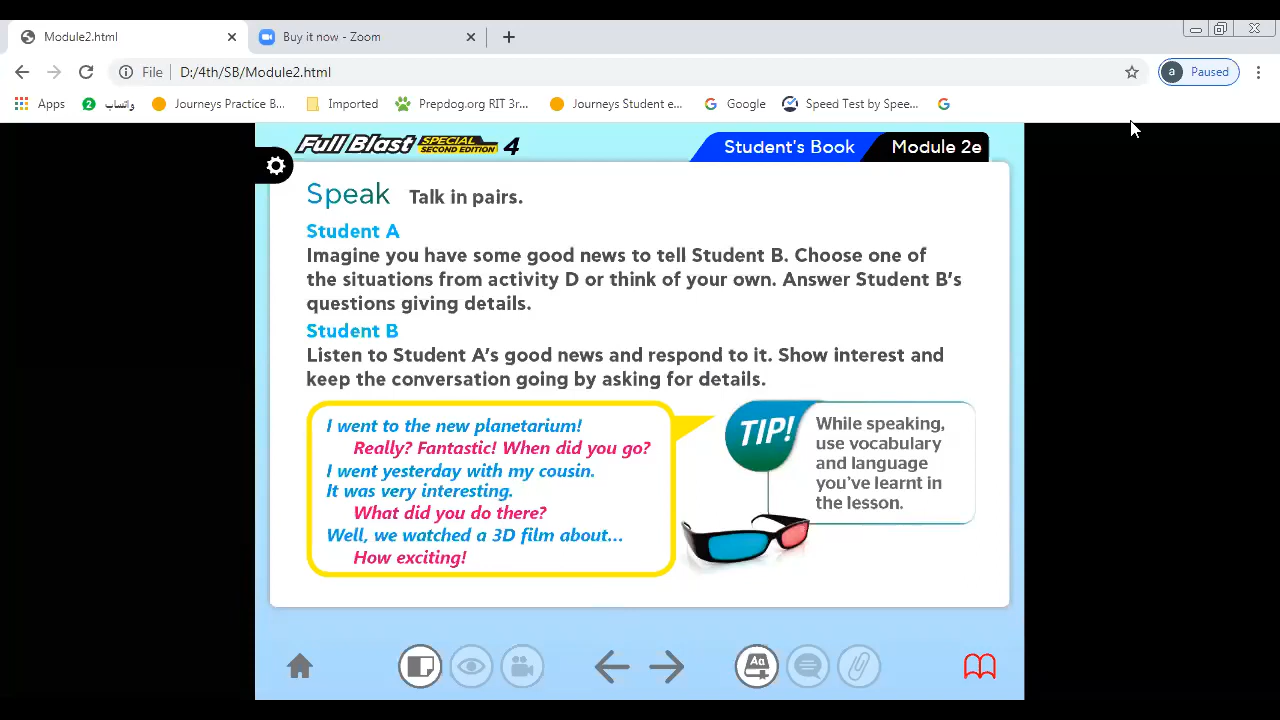 Module2.html
Buy it now - Zoom
File
D:/4th/SB/Module2.html
a Paused
Apps
2 واتساب
Journeys Practice B...
Imported
Prepdog.org RIT 3r...
Journeys Student e...
Google
Speed Test by Spee...
Full Blast SPECIAL SECOND EDITION 4
Student's Book
Module 2e
Speak Talk in pairs.
Student A
Imagine you have some good news to tell Student B. Choose one of
the situations from activity D or think of your own. Answer Student B's
questions giving details.
Student B
Listen to Student A's good news and respond to it. Show interest and
keep the conversation going by asking for details.
I went to the new planetarium!
Really? Fantastic! When did you go?
I went yesterday with my cousin.
It was very interesting.
What did you do there?
Well, we watched a 3D film about...
How exciting!
TIP!
While speaking,
use vocabulary
and language
you've learnt in
the lesson.
Aa